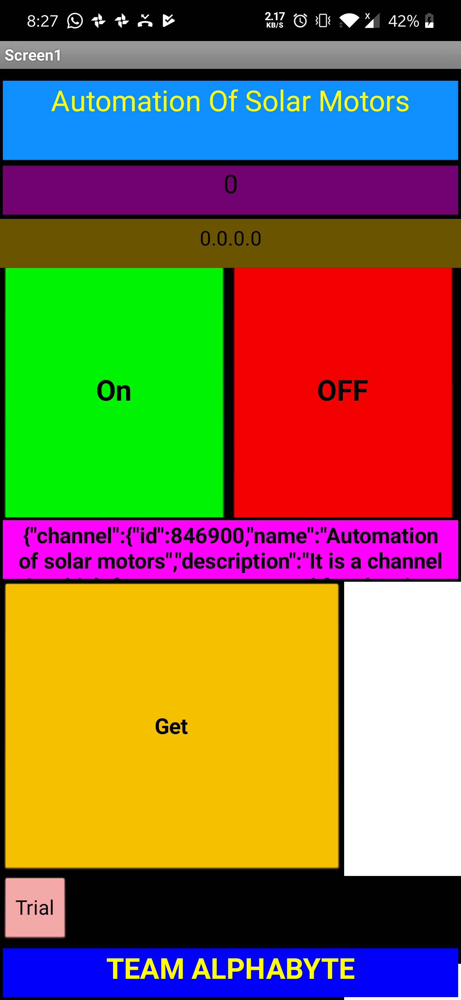 8:27 2.17 KB/S X 42%
Screen1
Automation Of Solar Motors
0
0.0.0.0
On OFF
{"channel":{"id":846900,"name":"Automation
of solar motors","description":"It is a channel
Get
Trial
TEAM ALPHABYTE